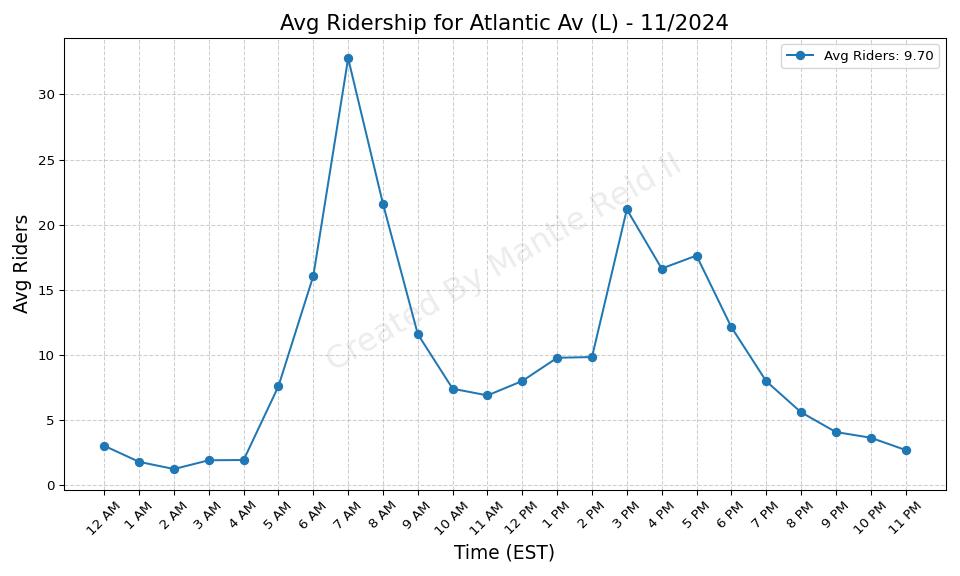 Avg Ridership for Atlantic Av (L) - 11/2024
Avg Riders: 9.70
Avg Riders
30
25
20
15
10
5
0
Created By Mantle Reid II
12 AM
1 AM
2 AM
3 AM
4 AM
5 AM
6 AM
7 AM
8 AM
9 AM
10 AM
11 AM
12 PM
1 PM
2 PM
3 PM
4 PM
5 PM
6 PM
7 PM
8 PM
9 PM
10 PM
11 PM
Time (EST)